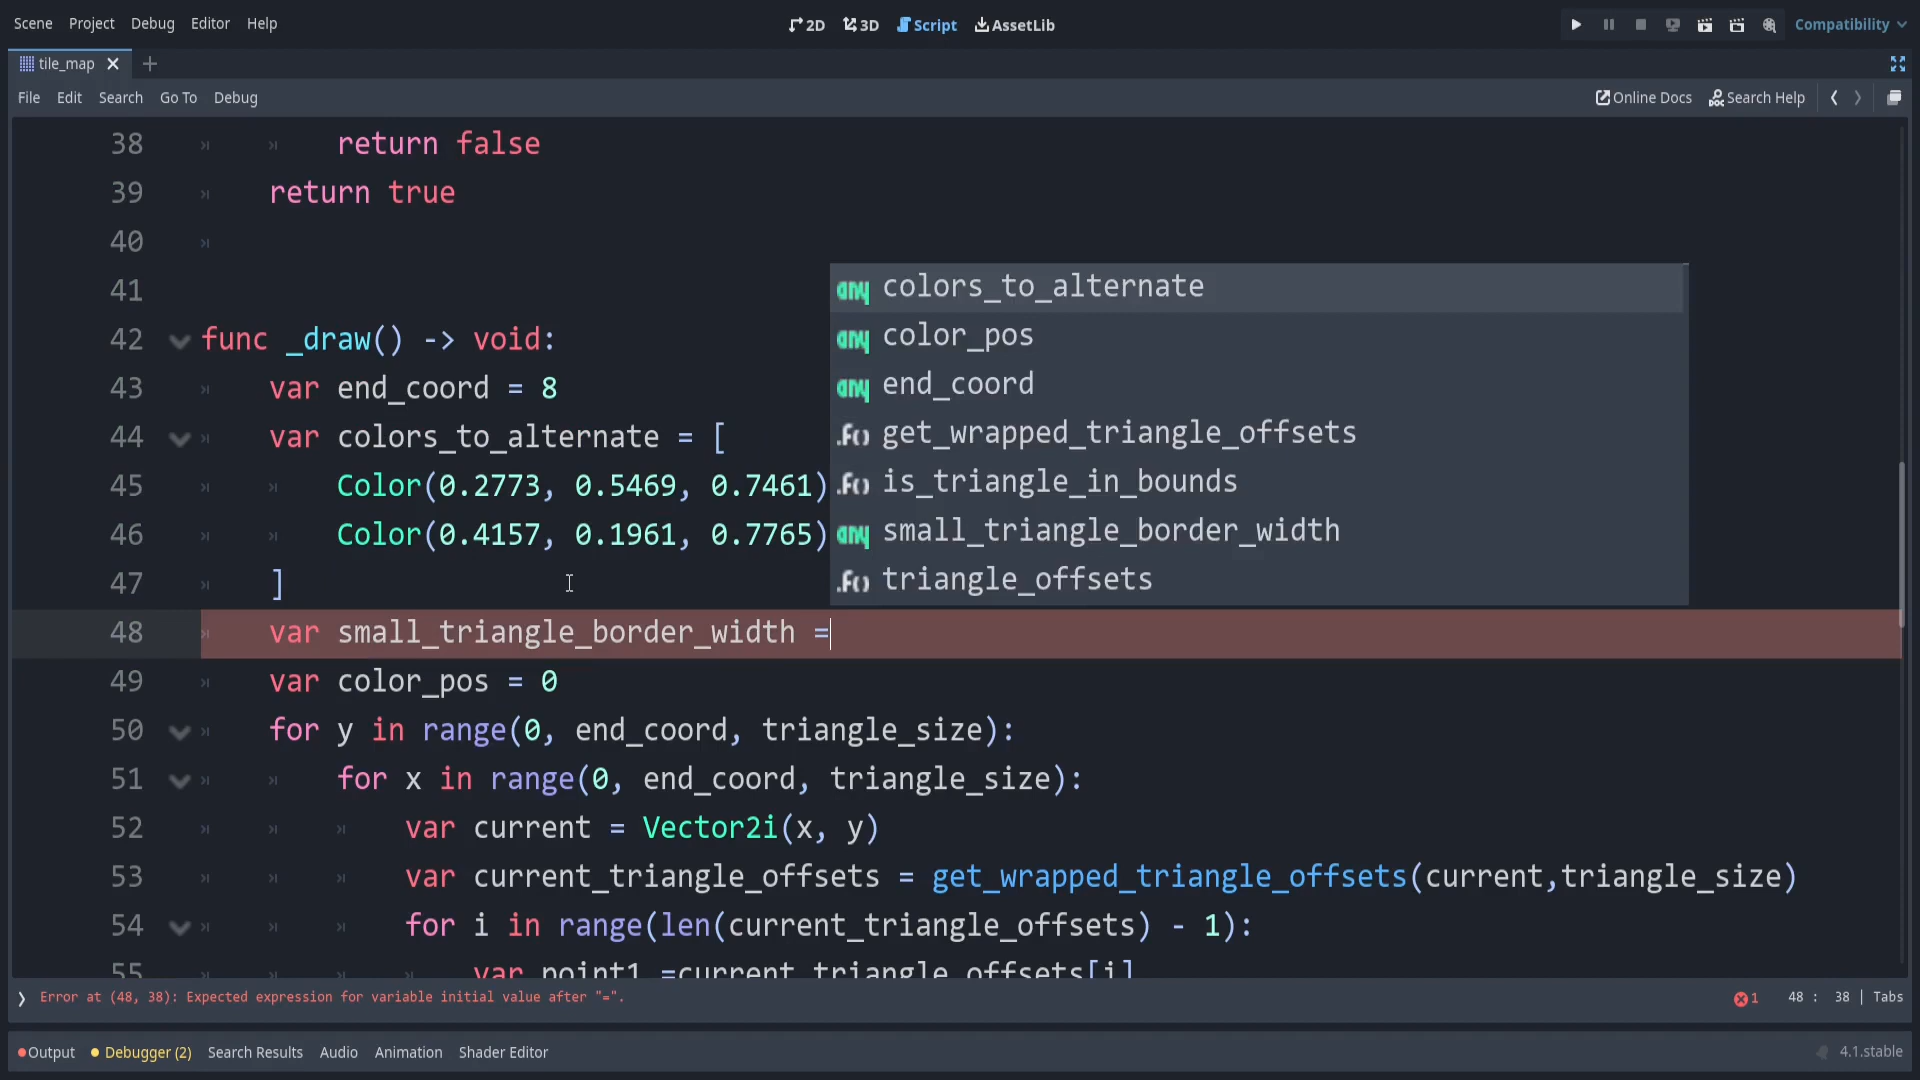 Scene Project Debug Editor Help 2D 3D Script AssetLib Compatibility
tile_map
File Edit Search Go To Debug Online Docs Search Help
38 return false
39 return true
40
41
42 func _draw() -> void:
43 var end_coord = 8
44 var colors_to_alternate = [
45 Color(0.2773, 0.5469, 0.7461)
46 Color(0.4157, 0.1961, 0.7765)
47 ]
any colors_to_alternate
any color_pos
any end_coord
.F() get_wrapped_triangle_offsets
.F() is_triangle_in_bounds
any small_triangle_border_width
.F() triangle_offsets
48 var small_triangle_border_width =
49 var color_pos = 0
50 for y in range(0, end_coord, triangle_size):
51 for x in range(0, end_coord, triangle_size):
52 var current = Vector2i(x, y)
53 var current_triangle_offsets = get_wrapped_triangle_offsets(current,triangle_size)
54 for i in range(len(current_triangle_offsets) - 1):
55 var point1 =current_triangle_offsets[i]
Error at (48, 38): Expected expression for variable initial value after "=". 1 48 : 38 | Tabs
Output Debugger (2) Search Results Audio Animation Shader Editor 4.1.stable